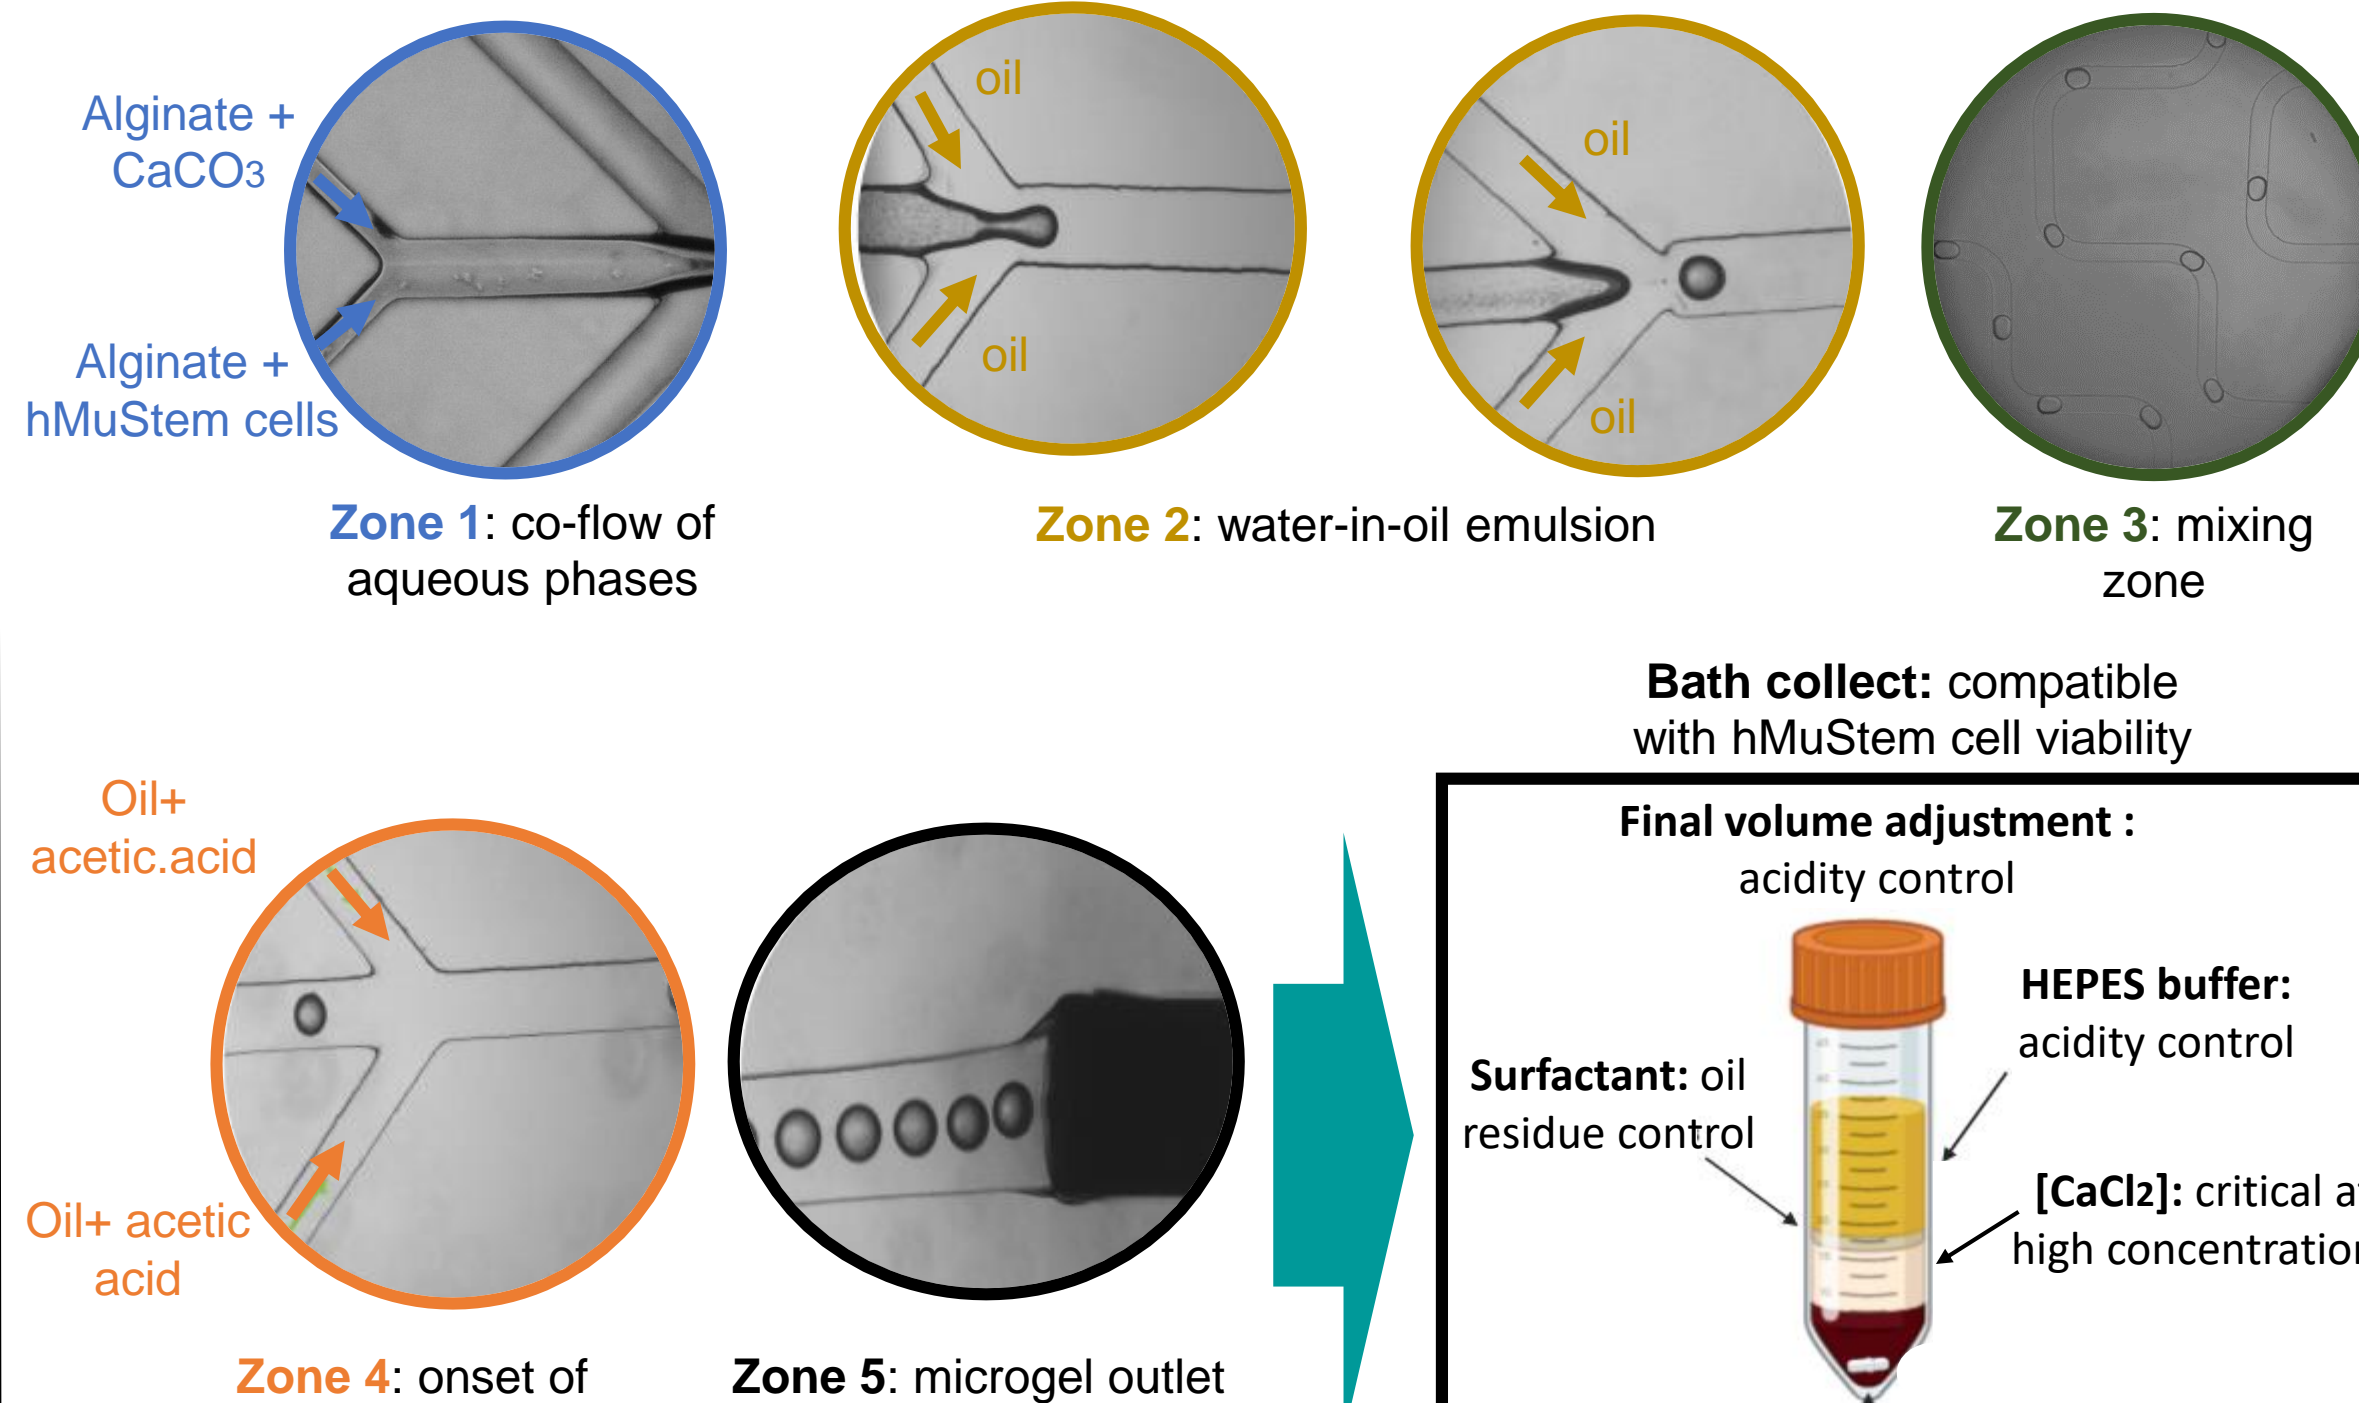 Alginate +
CaCO3
Alginate +
hMuStem cells
oil
oil
oil
oil
Zone 1: co-flow of
aqueous phases
Zone 2: water-in-oil emulsion
Zone 3: mixing
zone
Bath collect: compatible
with hMuStem cell viability
Oil+
acetic.acid
Oil+ acetic
acid
Zone 4: onset of
Zone 5: microgel outlet
Final volume adjustment :
acidity control
HEPES buffer:
acidity control
Surfactant: oil
residue control
[CaCl2]: critical at
high concentration